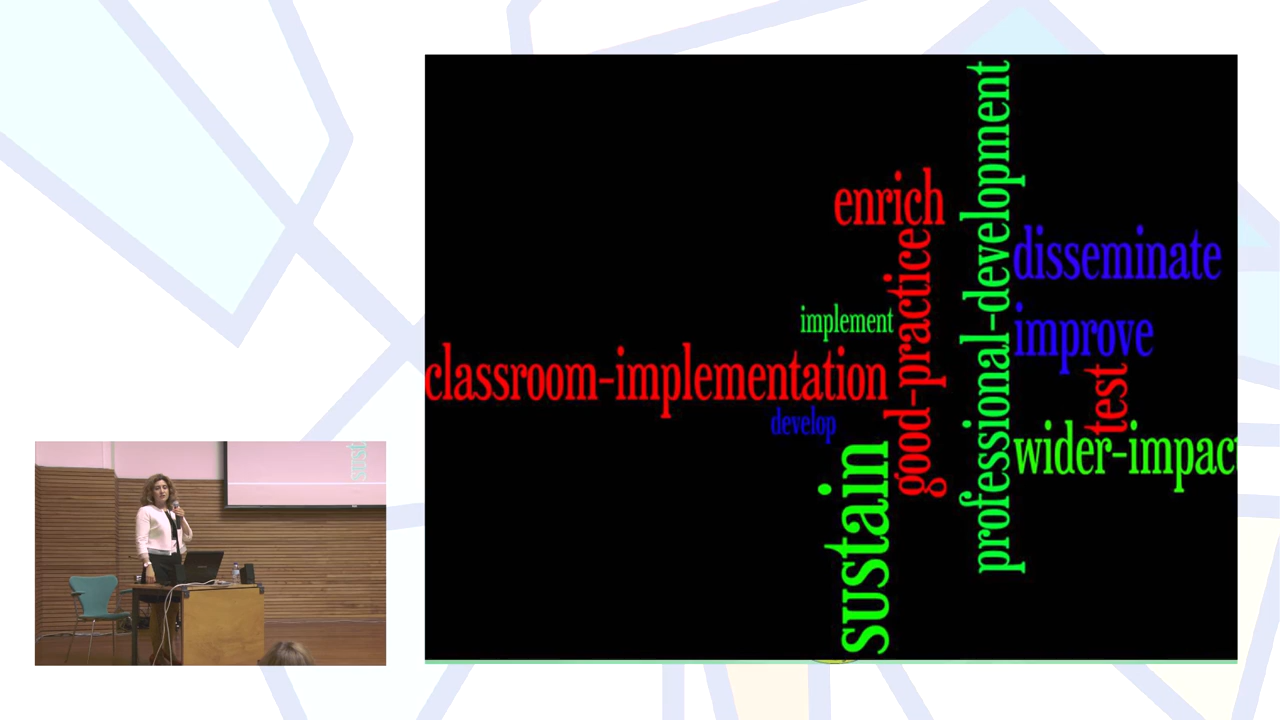 professional-development
enrich
good-practice
disseminate
implement
improve
classroom-implementation
test
develop
wider-impact
sustain